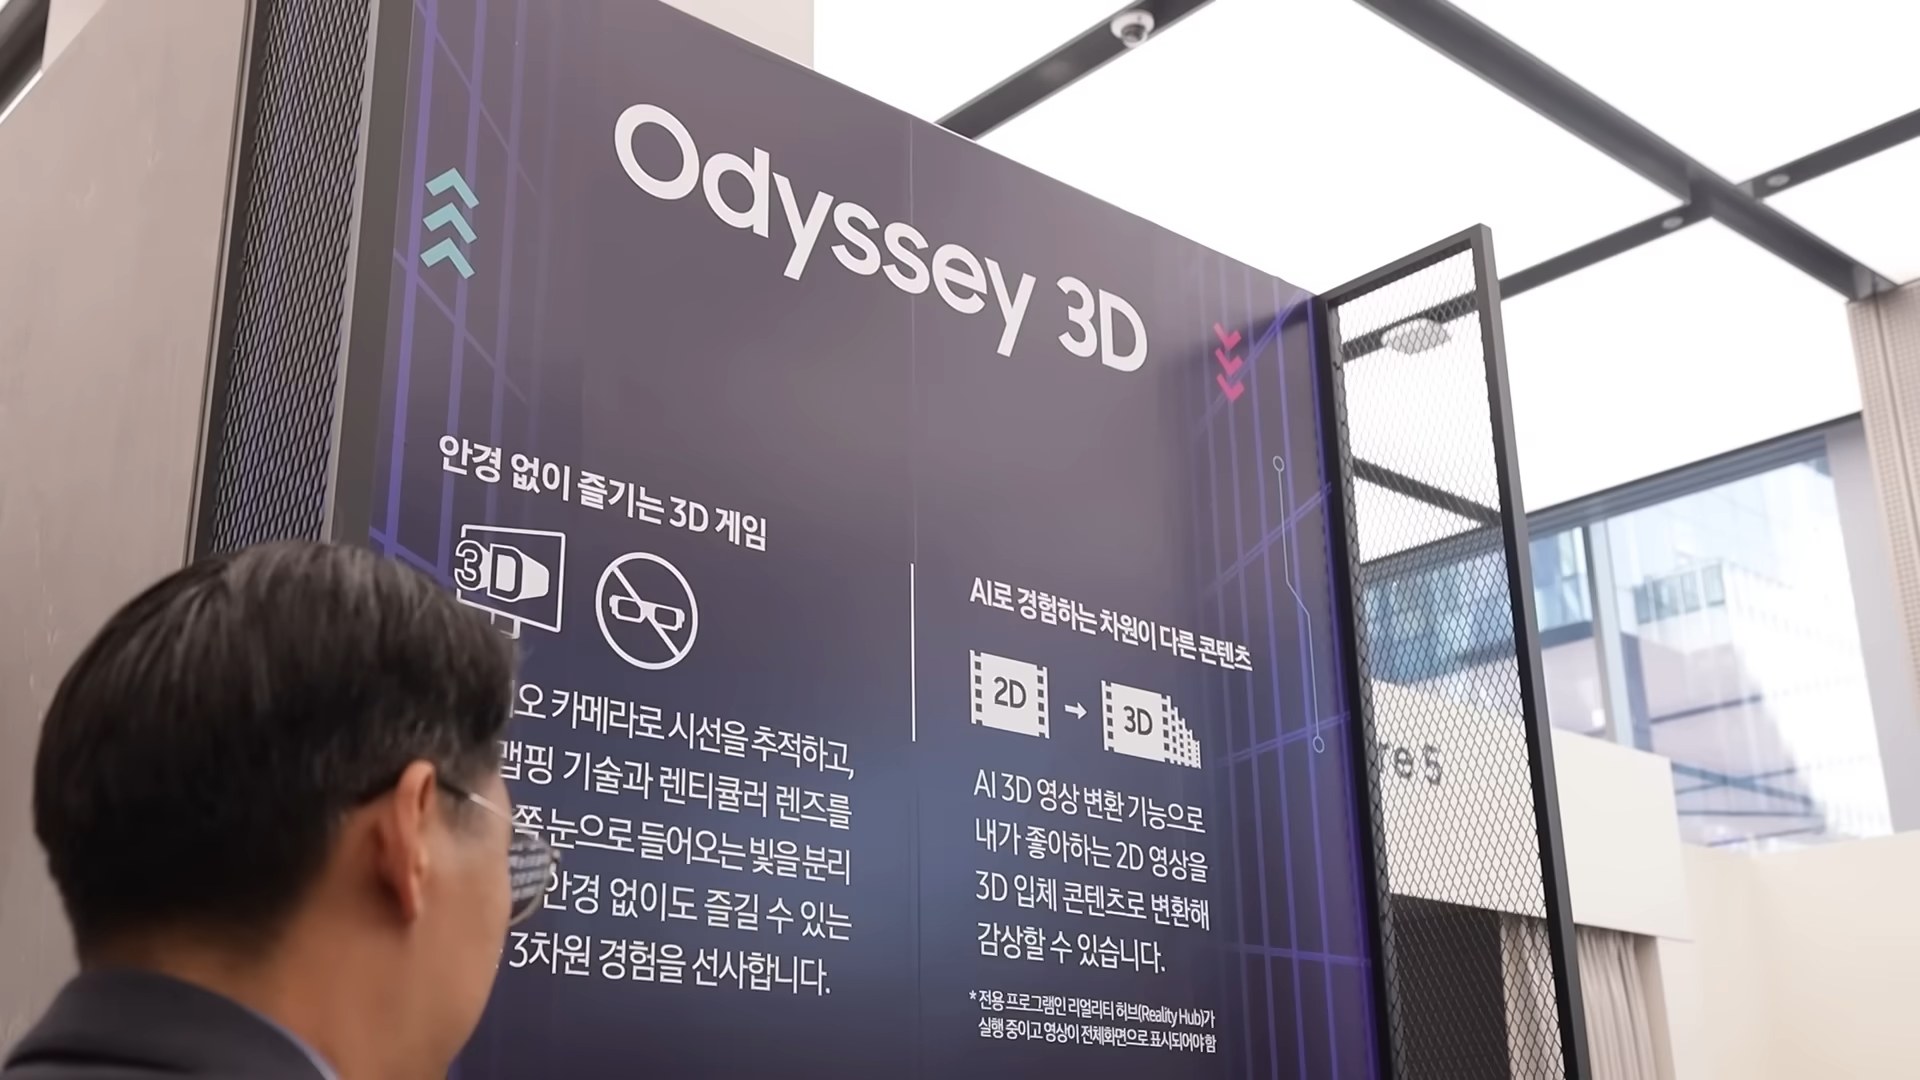 Odyssey 3D
안경 없이 즐기는 3D 게임
3D
카메라로 시선을 추적하고,
기술과 렌티큘러 렌즈를
눈으로 들어오는 빛을 분리
안경 없이도 즐길 수 있는
3차원 경험을 선사합니다.
AI로 경험하는 차원이 다른 콘텐츠
2D → 3D
AI 3D 영상 변환 기능으로
내가 좋아하는 2D 영상을
3D 입체 콘텐츠로 변환해
감상할 수 있습니다.
* 전용 프로그램인 리얼리티 허브(Reality Hub)가
실행 중이고 영상이 전체화면으로 표시되어야 함
5